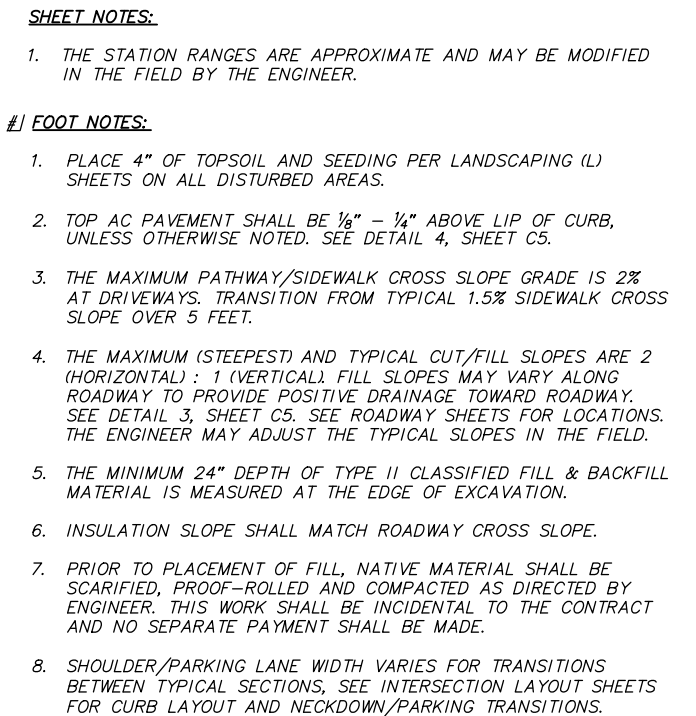 SHEET NOTES:
1. THE STATION RANGES ARE APPROXIMATE AND MAY BE MODIFIED
IN THE FIELD BY THE ENGINEER.
#| FOOT NOTES:
1. PLACE 4" OF TOPSOIL AND SEEDING PER LANDSCAPING (L)
SHEETS ON ALL DISTURBED AREAS.
2. TOP AC PAVEMENT SHALL BE ⅛" – ¼" ABOVE LIP OF CURB,
UNLESS OTHERWISE NOTED. SEE DETAIL 4, SHEET C5.
3. THE MAXIMUM PATHWAY/SIDEWALK CROSS SLOPE GRADE IS 2%
AT DRIVEWAYS. TRANSITION FROM TYPICAL 1.5% SIDEWALK CROSS
SLOPE OVER 5 FEET.
4. THE MAXIMUM (STEEPEST) AND TYPICAL CUT/FILL SLOPES ARE 2
(HORIZONTAL) : 1 (VERTICAL). FILL SLOPES MAY VARY ALONG
ROADWAY TO PROVIDE POSITIVE DRAINAGE TOWARD ROADWAY.
SEE DETAIL 3, SHEET C5. SEE ROADWAY SHEETS FOR LOCATIONS.
THE ENGINEER MAY ADJUST THE TYPICAL SLOPES IN THE FIELD.
5. THE MINIMUM 24" DEPTH OF TYPE II CLASSIFIED FILL & BACKFILL
MATERIAL IS MEASURED AT THE EDGE OF EXCAVATION.
6. INSULATION SLOPE SHALL MATCH ROADWAY CROSS SLOPE.
7. PRIOR TO PLACEMENT OF FILL, NATIVE MATERIAL SHALL BE
SCARIFIED, PROOF–ROLLED AND COMPACTED AS DIRECTED BY
ENGINEER. THIS WORK SHALL BE INCIDENTAL TO THE CONTRACT
AND NO SEPARATE PAYMENT SHALL BE MADE.
8. SHOULDER/PARKING LANE WIDTH VARIES FOR TRANSITIONS
BETWEEN TYPICAL SECTIONS, SEE INTERSECTION LAYOUT SHEETS
FOR CURB LAYOUT AND NECKDOWN/PARKING TRANSITIONS.